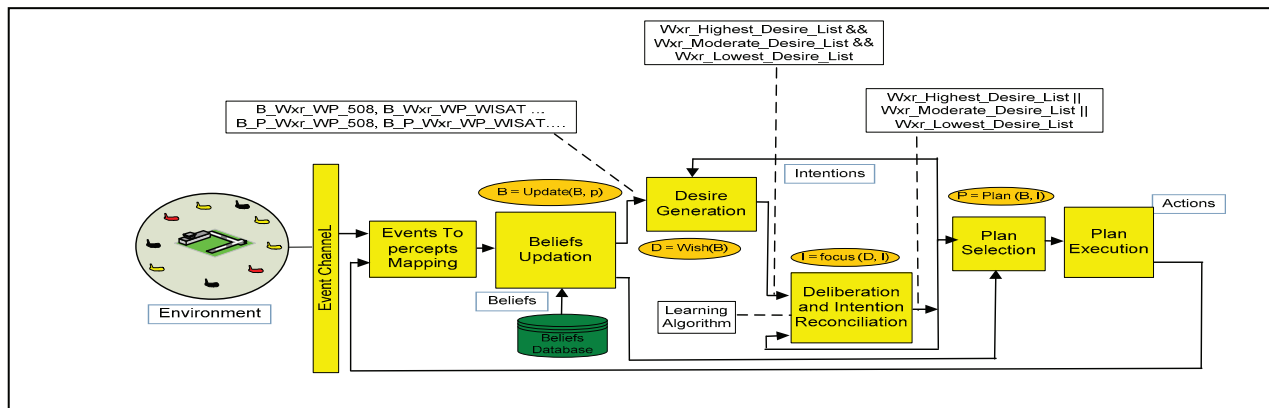 Wxr_Highest_Desire_List &&
Wxr_Moderate_Desire_List &&
Wxr_Lowest_Desire_List
B_Wxr_WP_508, B_Wxr_WP_WISAT ...
B_P_Wxr_WP_508, B_P_Wxr_WP_WISAT....
Wxr_Highest_Desire_List ||
Wxr_Moderate_Desire_List ||
Wxr_Lowest_Desire_List
Environment
Event Channel
Events To
percepts
Mapping
B = Update(B, p)
Beliefs
Updation
Beliefs
Beliefs
Database
Desire
Generation
D = Wish(B)
Intentions
I = focus (D, I)
Learning
Algorithm
Deliberation
and Intention
Reconciliation
P = Plan (B, I)
Plan
Selection
Actions
Plan
Execution